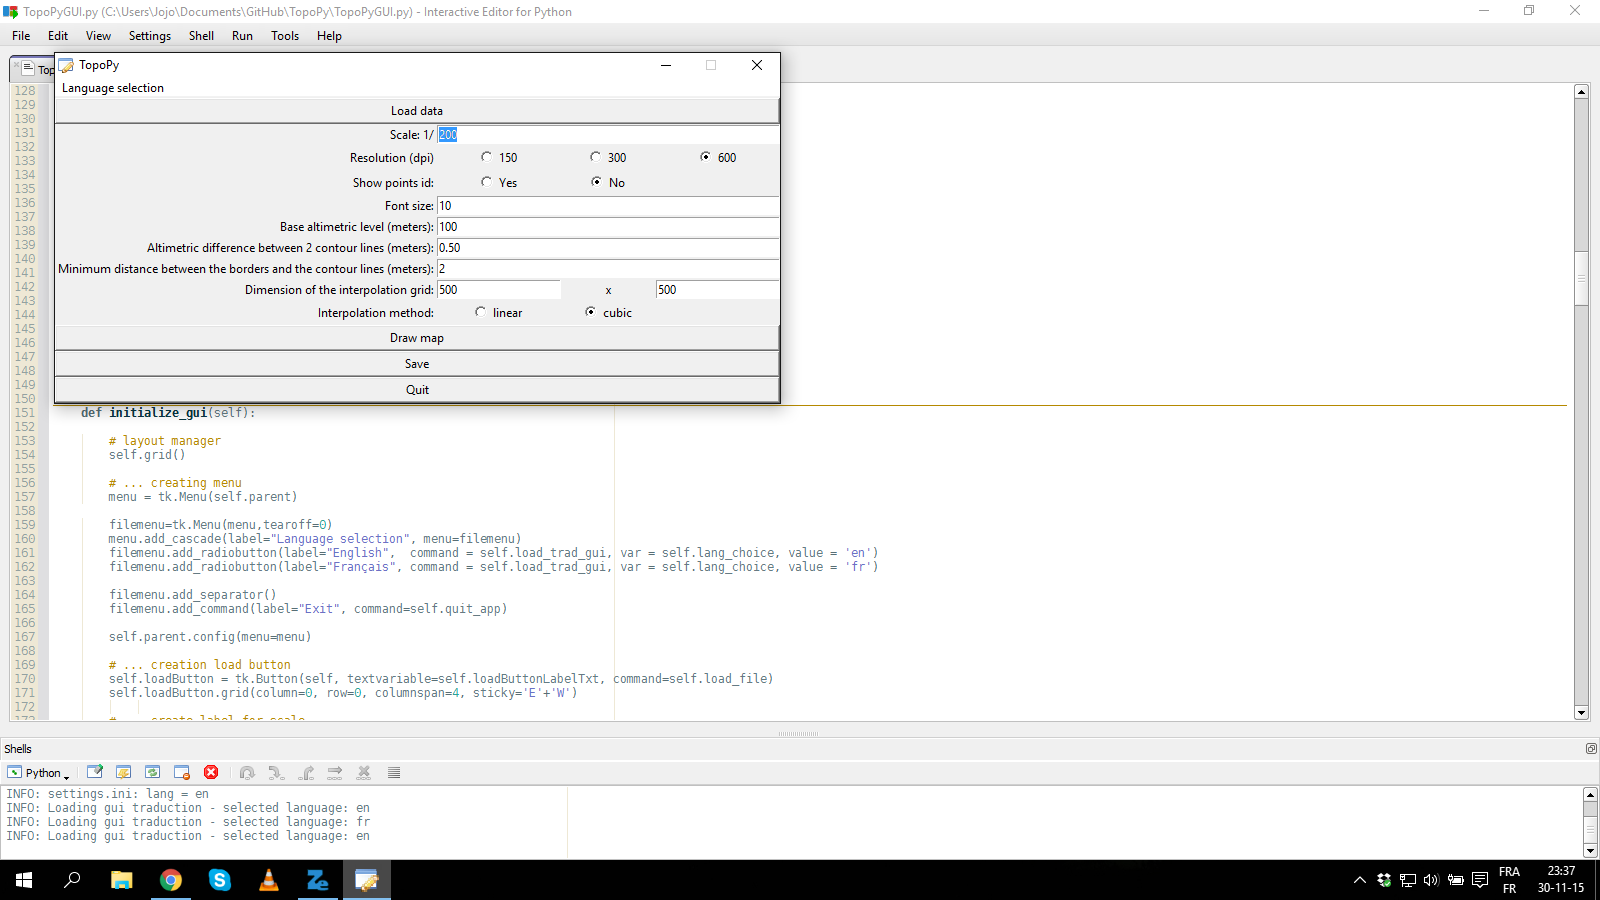 TopoPyGUI.py (C:\Users\Jojo\Documents\GitHub\TopoPy\TopoPyGUI.py) - Interactive Editor for Python
File Edit View Settings Shell Run Tools Help
Top
TopoPy
Language selection
Load data
Scale: 1/ 200
Resolution (dpi) 150 300 600
Show points id: Yes No
Font size: 10
Base altimetric level (meters): 100
Altimetric difference between 2 contour lines (meters): 0.50
Minimum distance between the borders and the contour lines (meters): 2
Dimension of the interpolation grid: 500 x 500
Interpolation method: linear cubic
Draw map
Save
Quit
128
129
130
131
132
133
134
135
136
137
138
139
140
141
142
143
144
145
146
147
148
149
150
151 def initialize_gui(self):
152
153 # layout manager
154 self.grid()
155
156 # ... creating menu
157 menu = tk.Menu(self.parent)
158
159 filemenu=tk.Menu(menu,tearoff=0)
160 menu.add_cascade(label="Language selection", menu=filemenu)
161 filemenu.add_radiobutton(label="English", command = self.load_trad_gui, var = self.lang_choice, value = 'en')
162 filemenu.add_radiobutton(label="Français", command = self.load_trad_gui, var = self.lang_choice, value = 'fr')
163
164 filemenu.add_separator()
165 filemenu.add_command(label="Exit", command=self.quit_app)
166
167 self.parent.config(menu=menu)
168
169 # ... creation load button
170 self.loadButton = tk.Button(self, textvariable=self.loadButtonLabelTxt, command=self.load_file)
171 self.loadButton.grid(column=0, row=0, columnspan=4, sticky='E'+'W')
172
Shells
Python
INFO: settings.ini: lang = en
INFO: Loading gui traduction - selected language: en
INFO: Loading gui traduction - selected language: fr
INFO: Loading gui traduction - selected language: en
FRA
FR
23:37
30-11-15